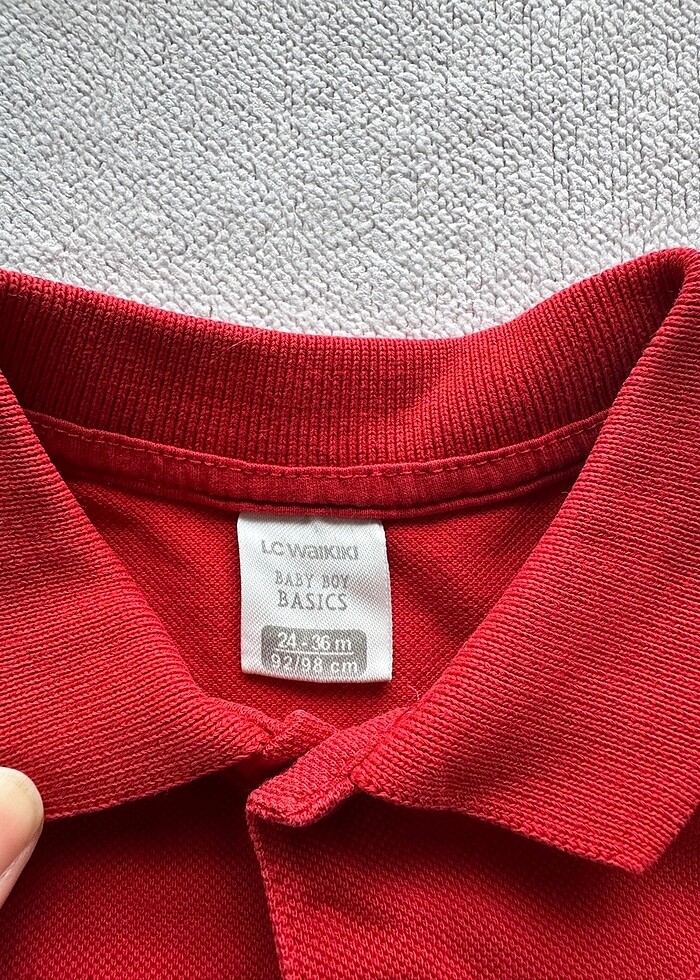 LC WAIKIKI
BABY BOY
BASICS
24-36 m
92/98 cm